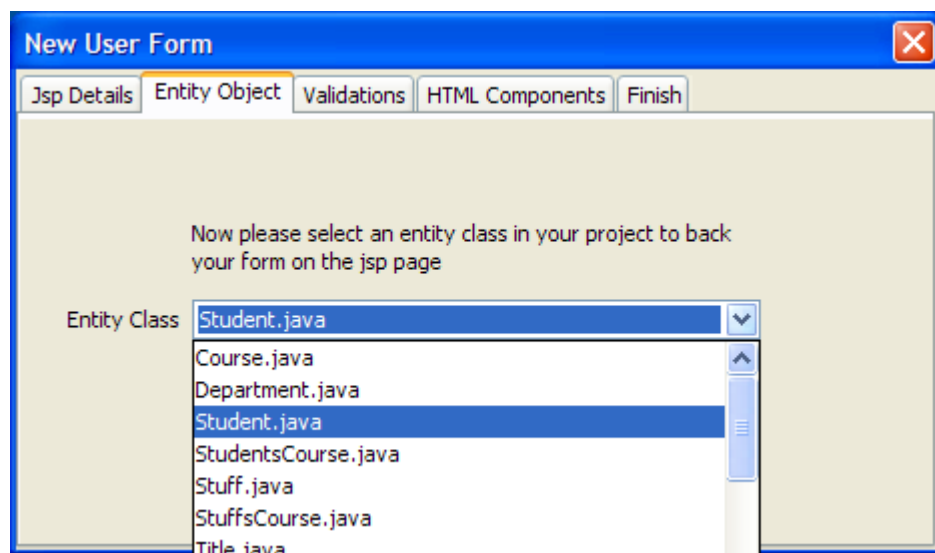 New User Form
Jsp Details Entity Object Validations HTML Components Finish
Now please select an entity class in your project to back
your form on the jsp page
Entity Class Student.java
Course.java
Department.java
Student.java
StudentsCourse.java
Stuff.java
StuffsCourse.java
Title.java